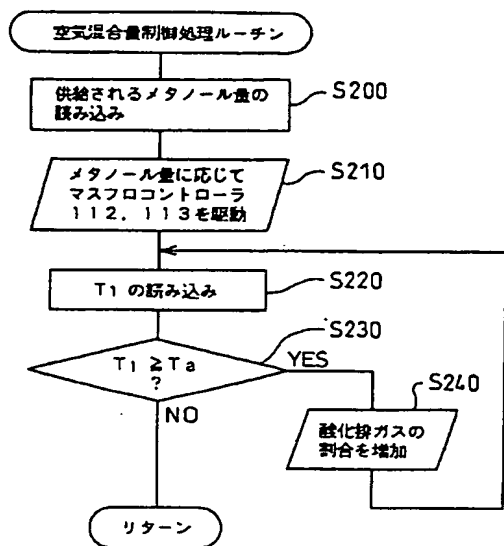 空気混合量制御処理ルーチン
供給されるメタノール量の
読み込み
S200
メタノール量に応じて
マスフロコントローラ
112，113を駆動
S210
T1 の読み込み
S220
T1 ≧ Ta
?
S230
YES
NO
酸化排ガスの
割合を増加
S240
リターン